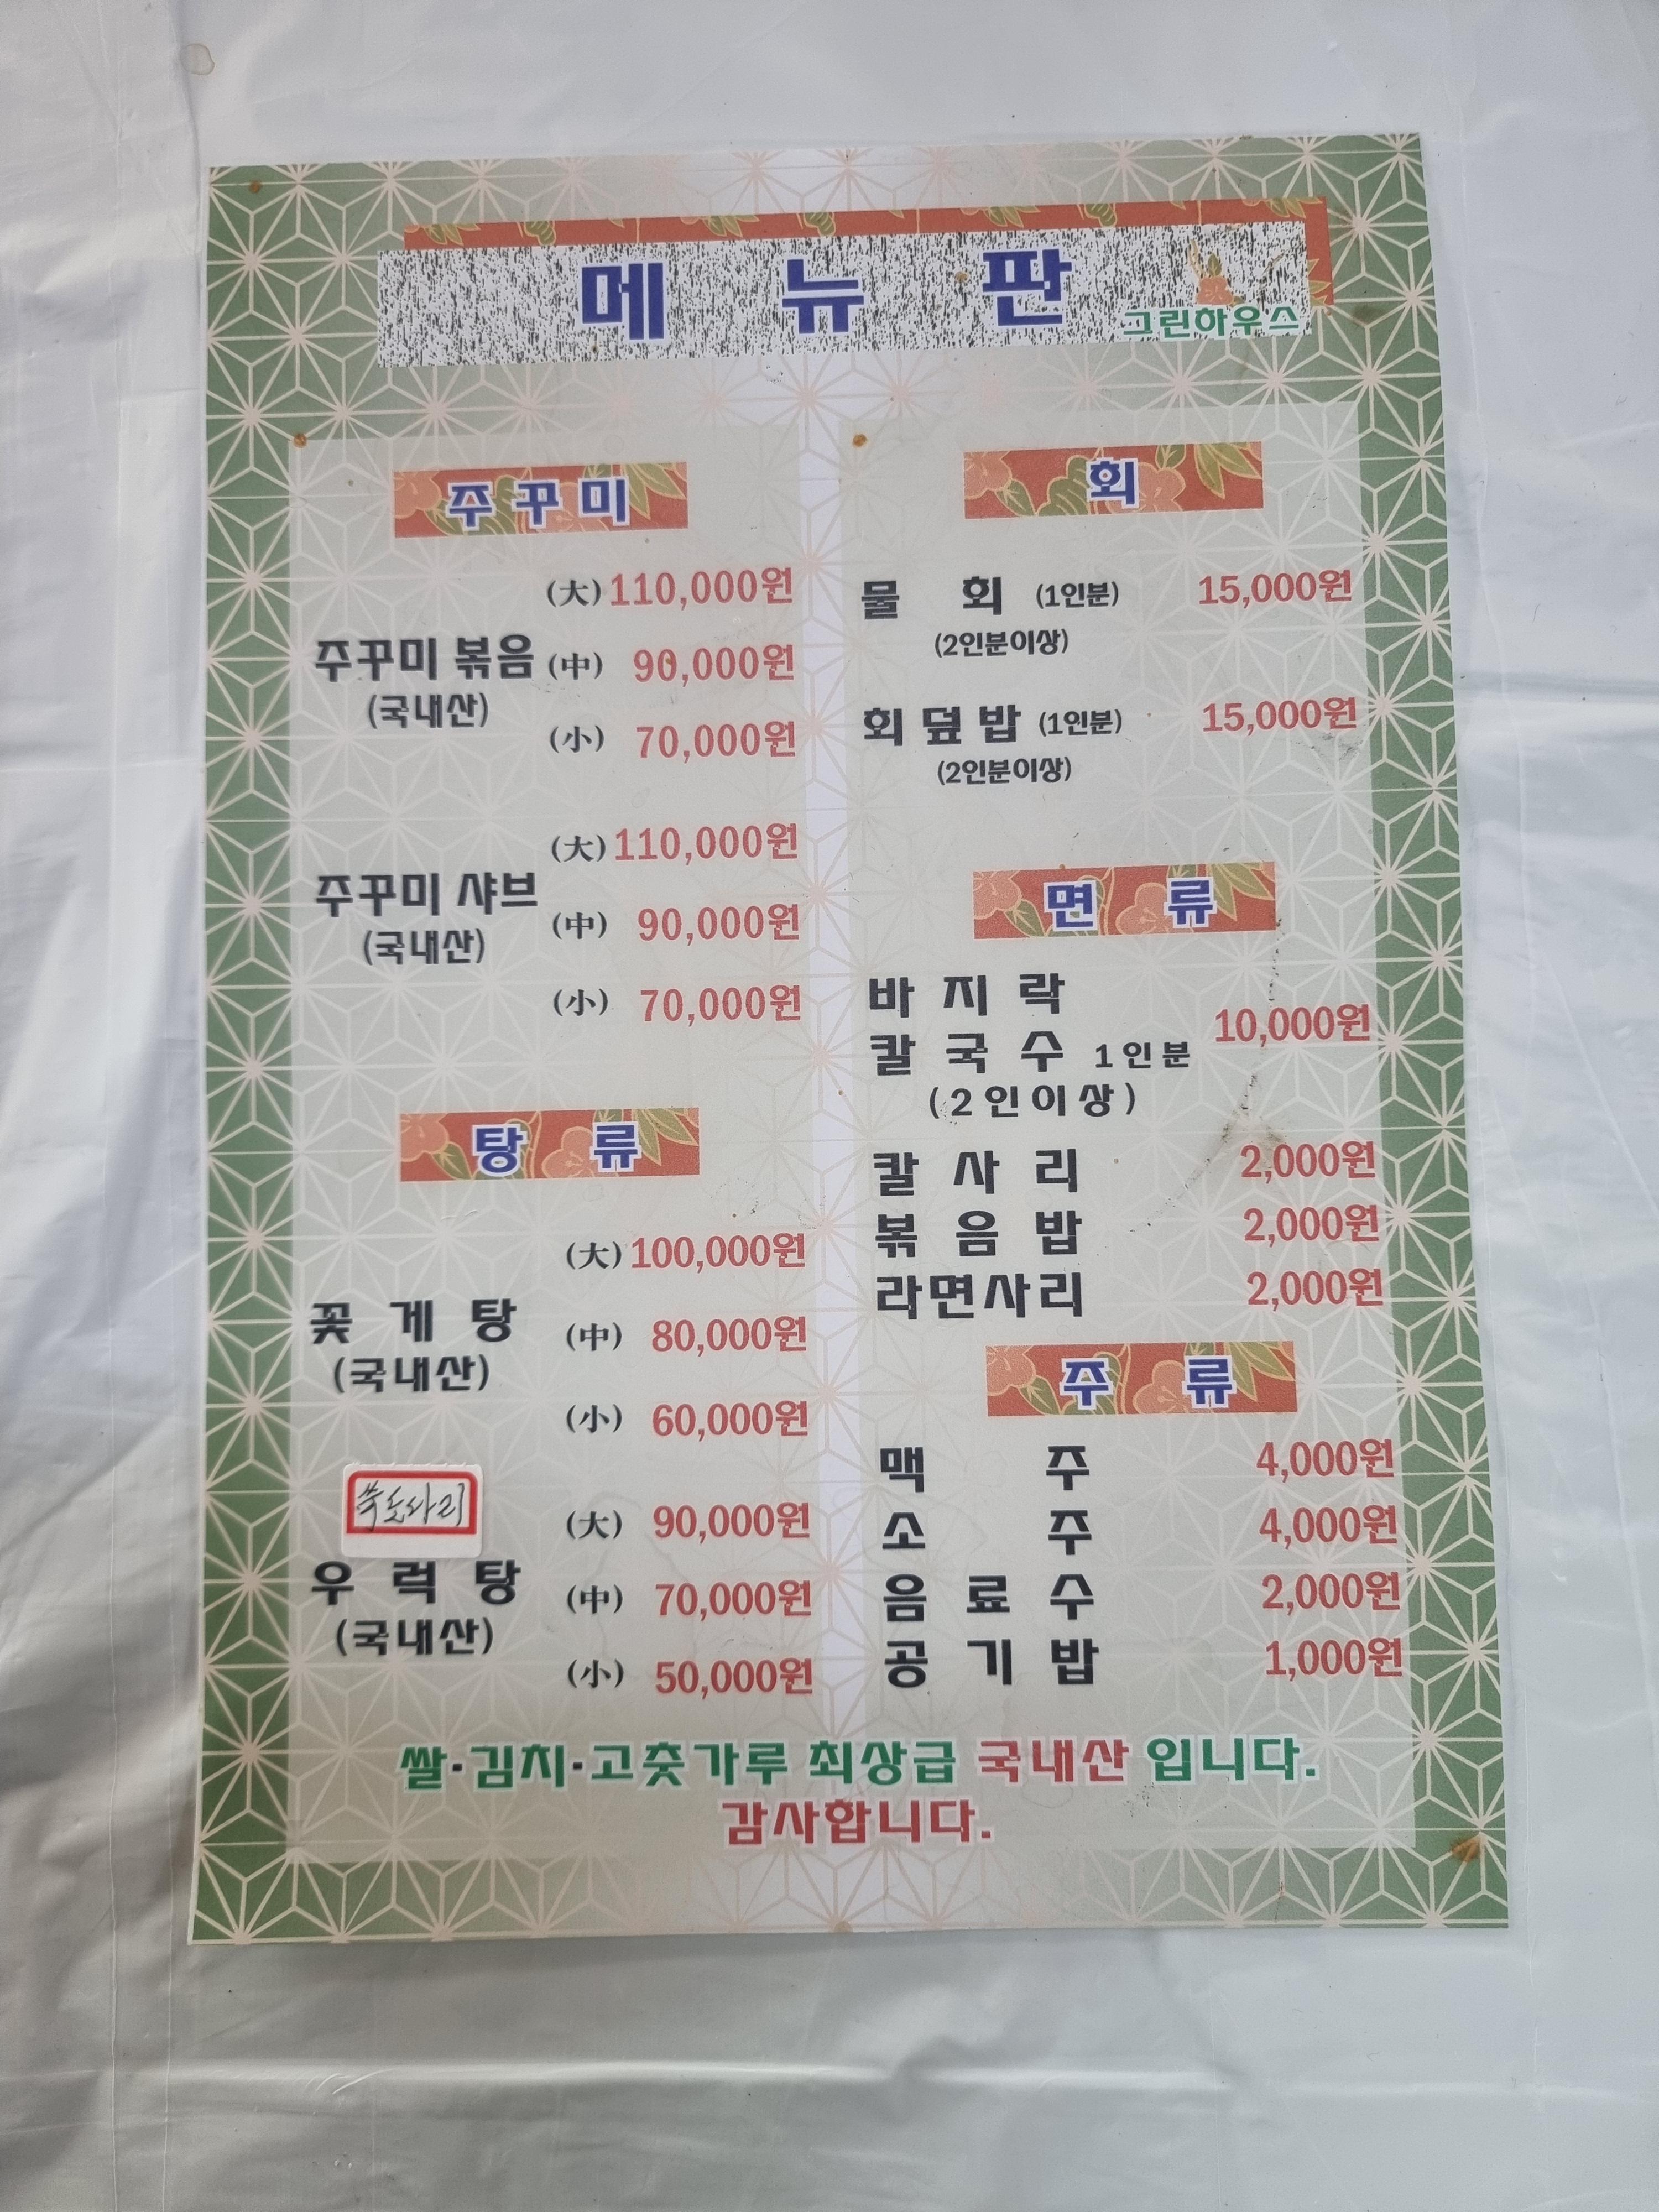 메뉴판
그린하우스
주꾸미
(大) 110,000원
주꾸미 볶음 (中) 90,000원
(국내산)
(小) 70,000원
(大) 110,000원
주꾸미 샤브
(中) 90,000원
(국내산)
(小) 70,000원
탕류
(大) 100,000원
꽃게탕 (中) 80,000원
(국내산)
(小) 60,000원
쑥도사리
(大) 90,000원
우럭탕 (中) 70,000원
(국내산)
(小) 50,000원
회
물회 (1인분) 15,000원
(2인분이상)
회덮밥 (1인분) 15,000원
(2인분이상)
면류
바지락
칼국수 1인분 10,000원
(2인이상)
칼사리 2,000원
볶음밥 2,000원
라면사리 2,000원
주류
맥주 4,000원
소주 4,000원
음료수 2,000원
공기밥 1,000원
쌀·김치·고춧가루 최상급 국내산 입니다.
감사합니다.